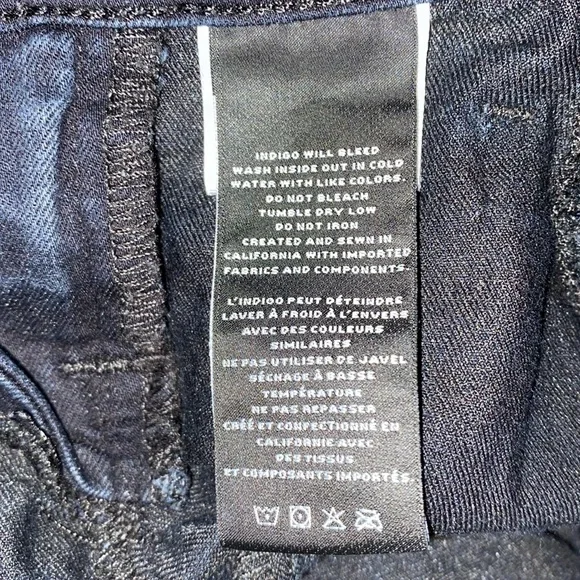 INDIGO WILL BLEED
WASH INSIDE OUT IN COLD
WATER WITH LIKE COLORS.
DO NOT BLEACH
TUMBLE DRY LOW
DO NOT IRON
CREATED AND SEWN IN
CALIFORNIA WITH IMPORTED
FABRICS AND COMPONENTS.
L'INDIGO PEUT DÉTEINDRE
LAVER À FROID À L'ENVERS
AVEC DES COULEURS
SIMILAIRES
NE PAS UTILISER DE JAVEL
SÉCHAGE À BASSE
TEMPÉRATURE
NE PAS REPASSER
CRÉÉ ET CONFECTIONNÉ EN
CALIFORNIE AVEC
DES TISSUS
ET COMPOSANTS IMPORTÉS.